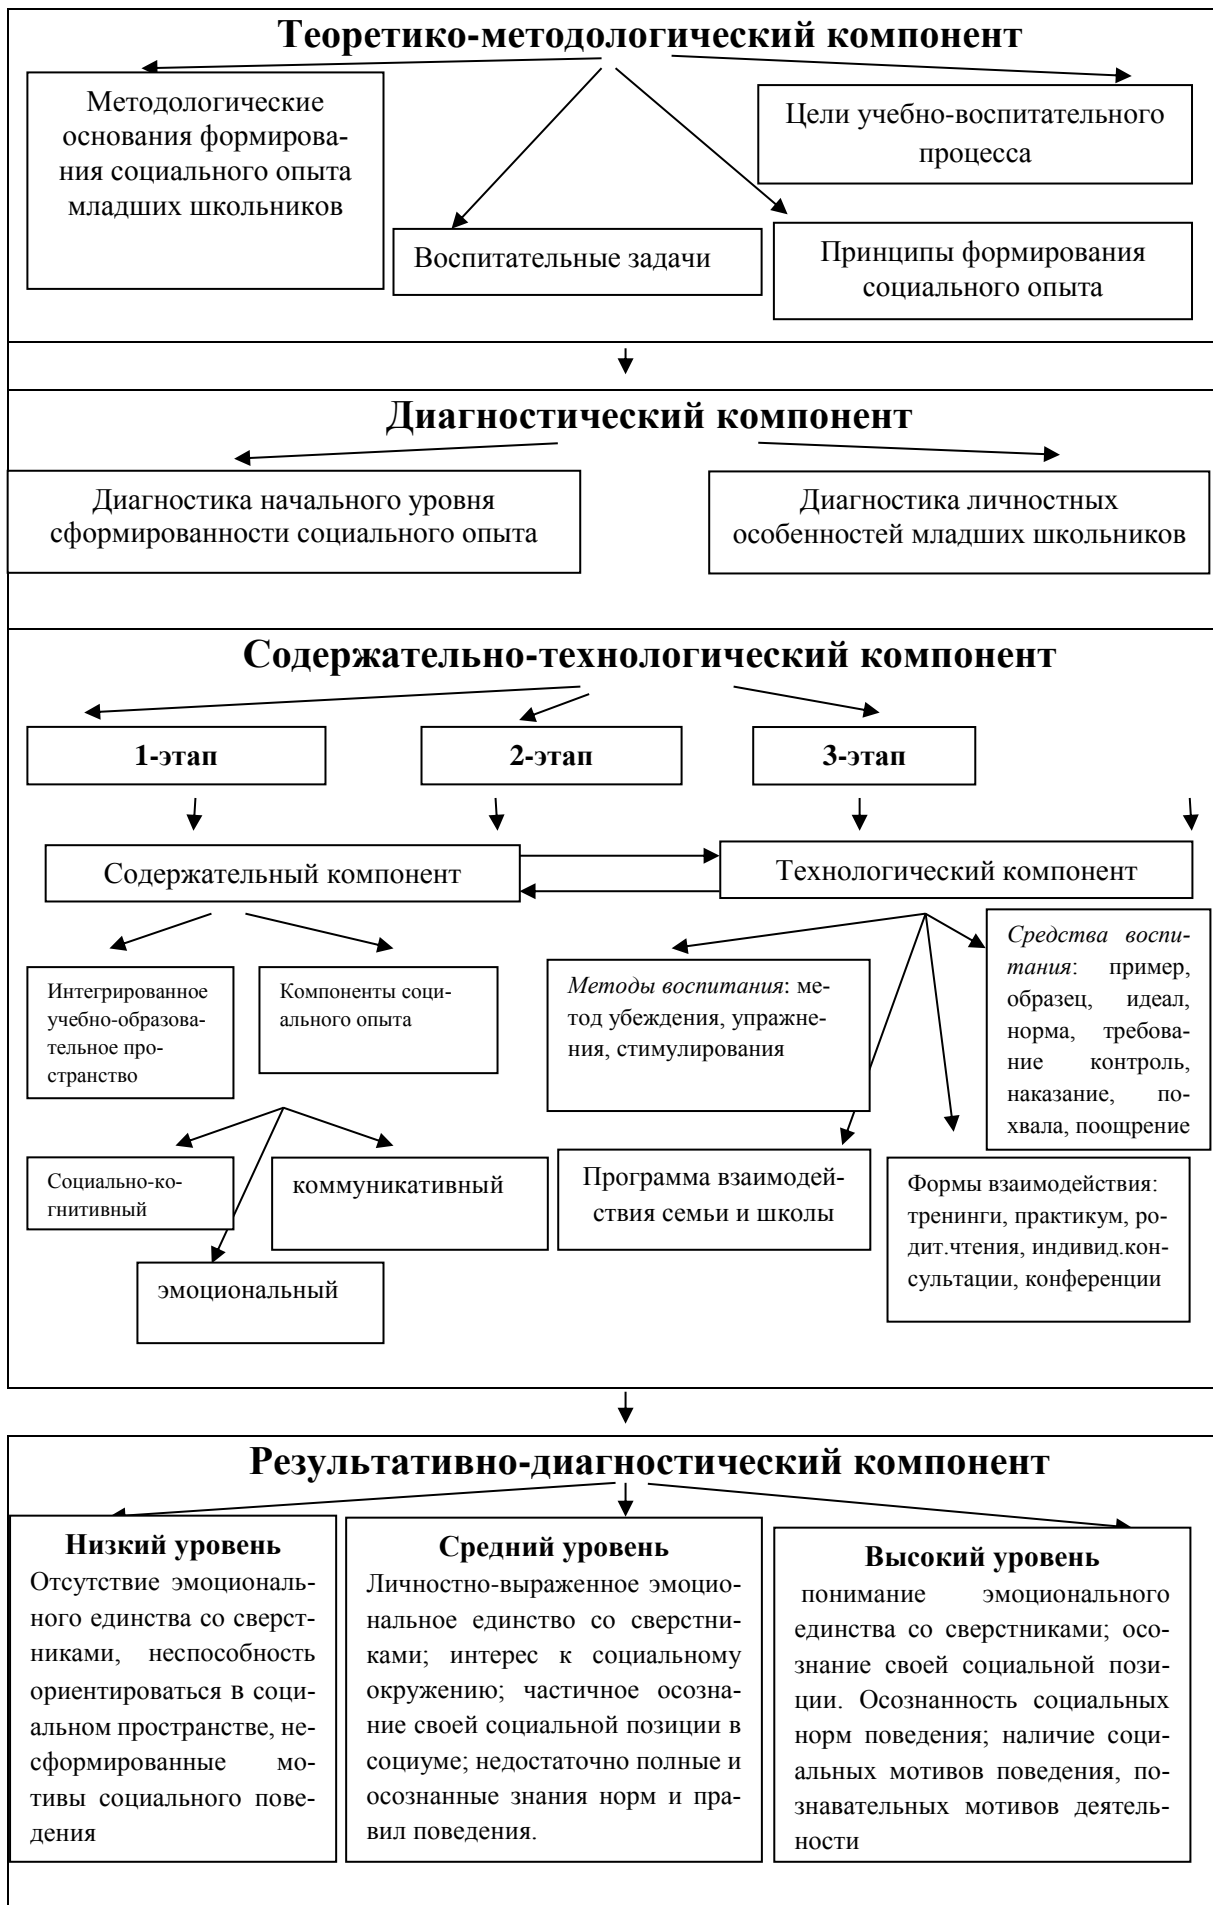 Теоретико-методологический компонент
Методологические
основания формирова-
ния социального опыта
младших школьников
Цели учебно-воспитательного
процесса
Воспитательные задачи
Принципы формирования
социального опыта
Диагностический компонент
Диагностика начального уровня
сформированности социального опыта
Диагностика личностных
особенностей младших школьников
Содержательно-технологический компонент
1-этап
2-этап
3-этап
Содержательный компонент
Технологический компонент
Интегрированное
учебно-образова-
тельное про-
странство
Компоненты соци-
ального опыта
Методы воспитания: ме-
тод убеждения, упражне-
ния, стимулирования
Средства воспи-
тания: пример,
образец, идеал,
норма, требова-
ние контроль,
наказание, по-
хвала, поощрение
Социально-ко-
гнитивный
коммуникативный
эмоциональный
Программа взаимодей-
ствия семьи и школы
Формы взаимодействия:
тренинги, практикум, ро-
дит.чтения, индивид.кон-
сультации, конференции
Результативно-диагностический компонент
Низкий уровень
Отсутствие эмоциональ-
ного единства со сверст-
никами, неспособность
ориентироваться в соци-
альном пространстве, не-
сформированные мо-
тивы социального пове-
дения
Средний уровень
Личностно-выраженное эмоцио-
нальное единство со сверстни-
ками; интерес к социальному
окружению; частичное осозна-
ние своей социальной позиции в
социуме; недостаточно полные и
осознанные знания норм и пра-
вил поведения.
Высокий уровень
понимание эмоционального
единства со сверстниками; осо-
знание своей социальной пози-
ции. Осознанность социальных
норм поведения; наличие соци-
альных мотивов поведения, по-
знавательных мотивов деятель-
ности